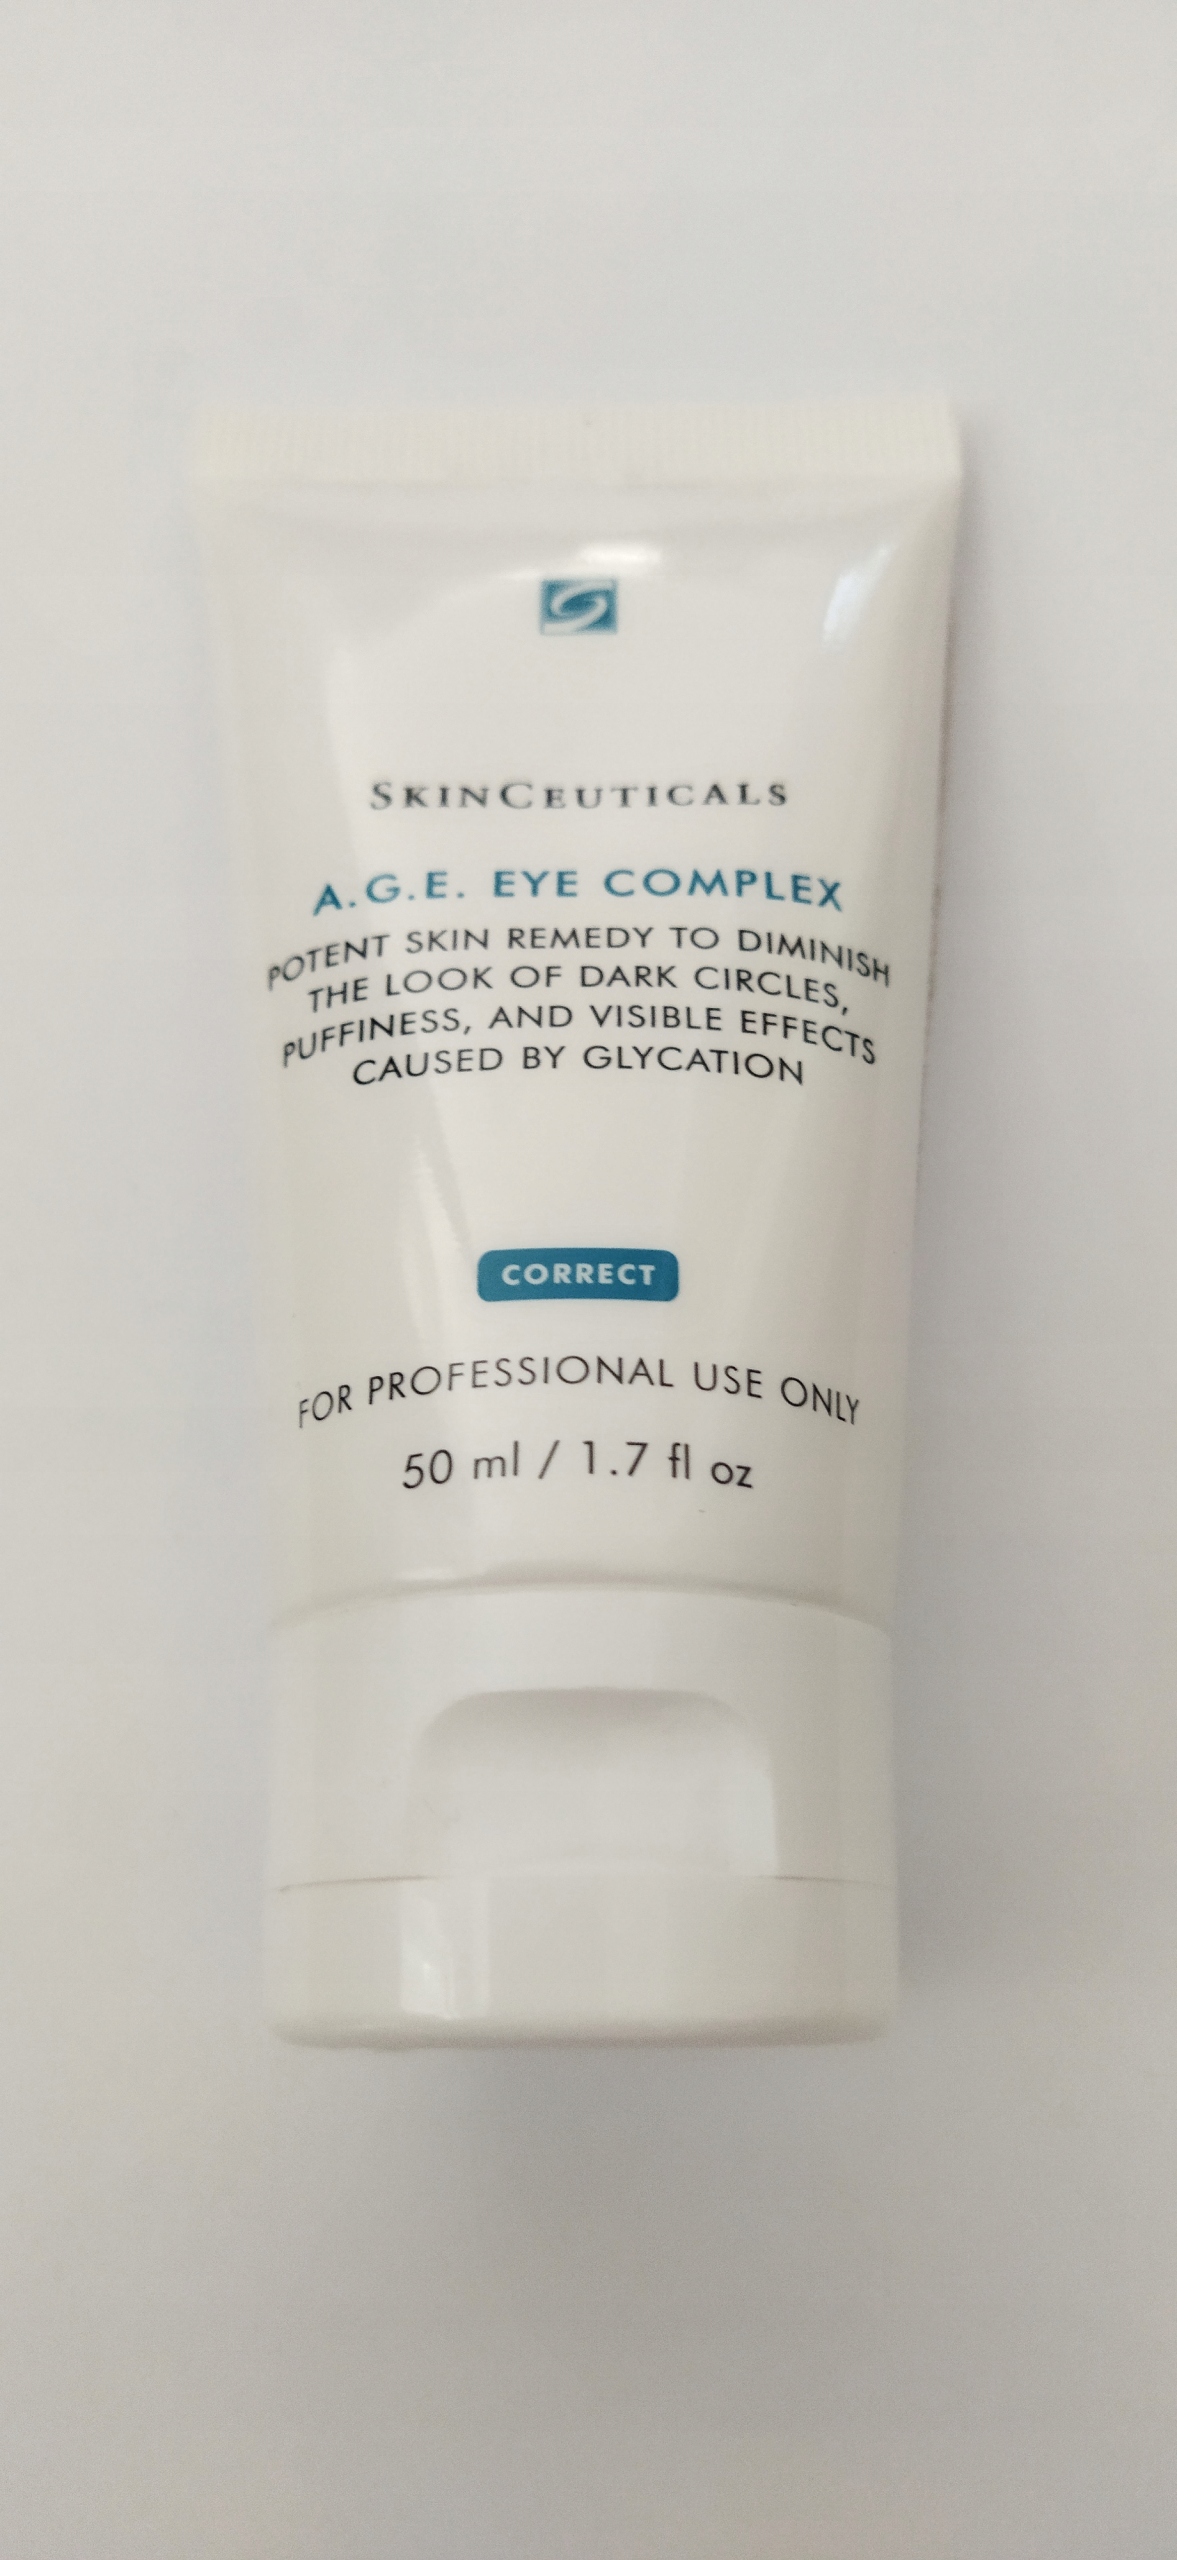 SKINCEUTICALS
A.G.E. EYE COMPLEX
POTENT SKIN REMEDY TO DIMINISH
THE LOOK OF DARK CIRCLES,
PUFFINESS, AND VISIBLE EFFECTS
CAUSED BY GLYCATION
CORRECT
FOR PROFESSIONAL USE ONLY
50 ml / 1.7 fl oz